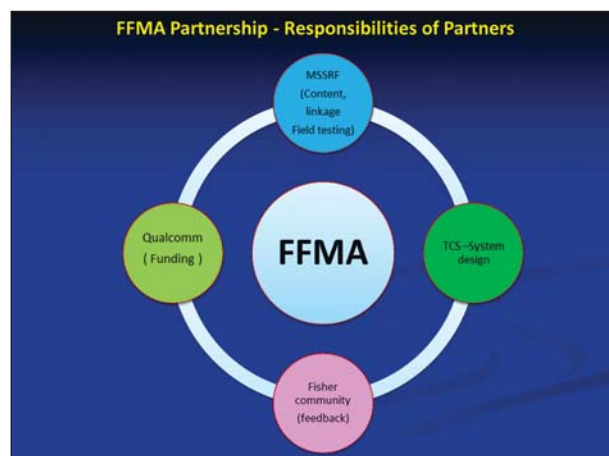 FFMA Partnership - Responsibilities of Partners
MSSRF
(Content,
linkage
Field testing)
Qualcomm
( Funding )
FFMA
TCS –System
design
Fisher
community
(feedback)